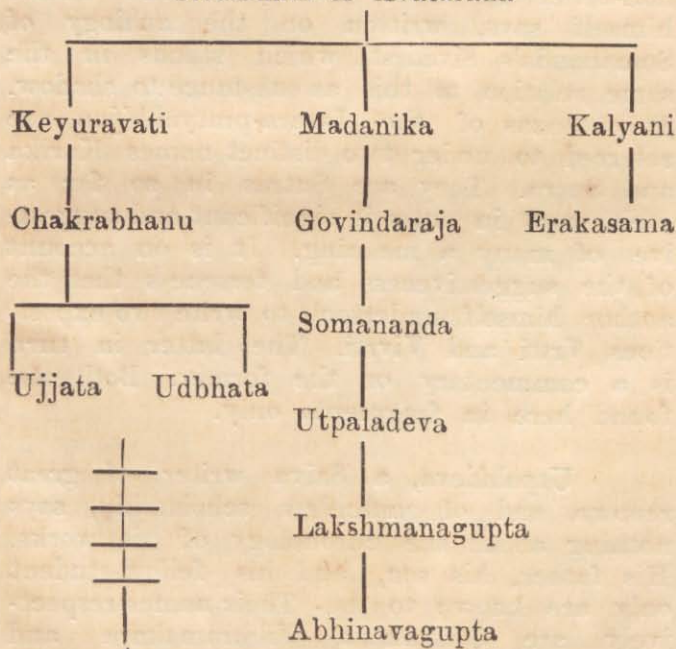 Keyuravati Madanika Kalyani
Chakrabhanu Govindaraja Erakasama
Somananda
Ujjata Udbhata
Utpaladeva
Lakshmanagupta
Abhinavagupta